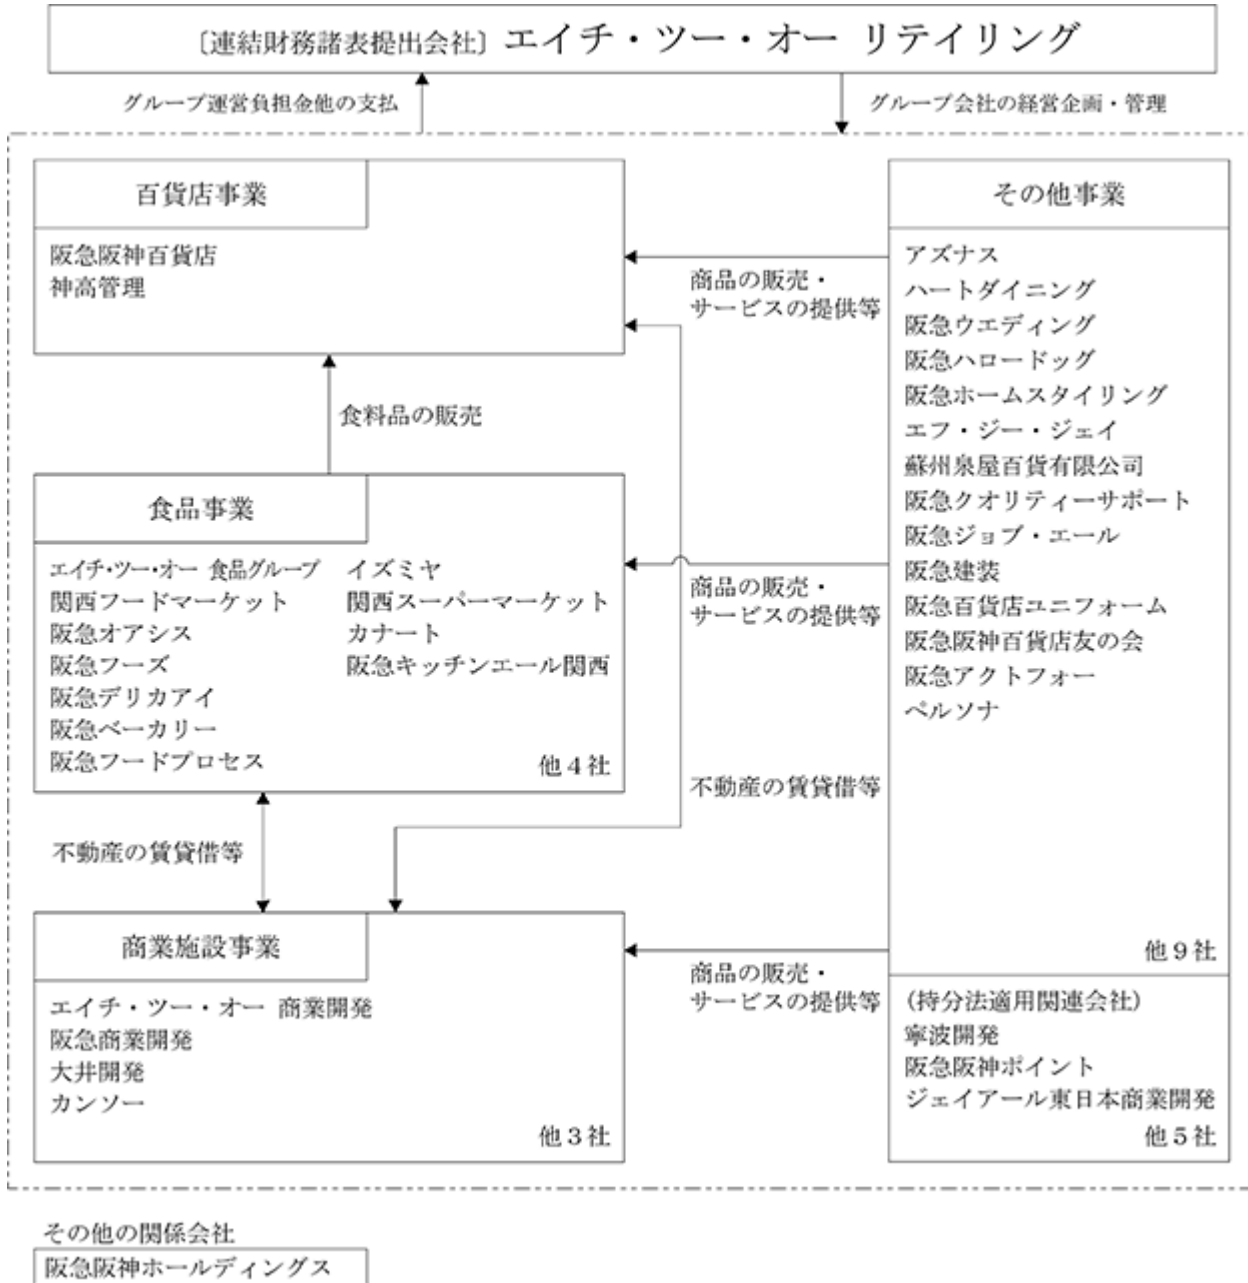 〔連結財務諸表提出会社〕エイチ・ツー・オー リテイリング
グループ運営負担金他の支払
グループ会社の経営企画・管理
百貨店事業
阪急阪神百貨店
神高管理
食料品の販売
食品事業
エイチ・ツー・オー 食品グループ
関西フードマーケット
阪急オアシス
阪急フーズ
阪急デリカアイ
阪急ベーカリー
阪急フードプロセス
イズミヤ
関西スーパーマーケット
カナート
阪急キッチンエール関西
他4社
不動産の賃貸借等
商業施設事業
エイチ・ツー・オー 商業開発
阪急商業開発
大井開発
カンソー
他3社
商品の販売・
サービスの提供等
商品の販売・
サービスの提供等
不動産の賃貸借等
商品の販売・
サービスの提供等
その他事業
アズナス
ハートダイニング
阪急ウエディング
阪急ハロードッグ
阪急ホームスタイリング
エフ・ジー・ジェイ
蘇州泉屋百貨有限公司
阪急クオリティーサポート
阪急ジョブ・エール
阪急建装
阪急百貨店ユニフォーム
阪急阪神百貨店友の会
阪急アクトフォー
ペルソナ
他9社
(持分法適用関連会社)
寧波開発
阪急阪神ポイント
ジェイアール東日本商業開発
他5社
その他の関係会社
阪急阪神ホールディングス